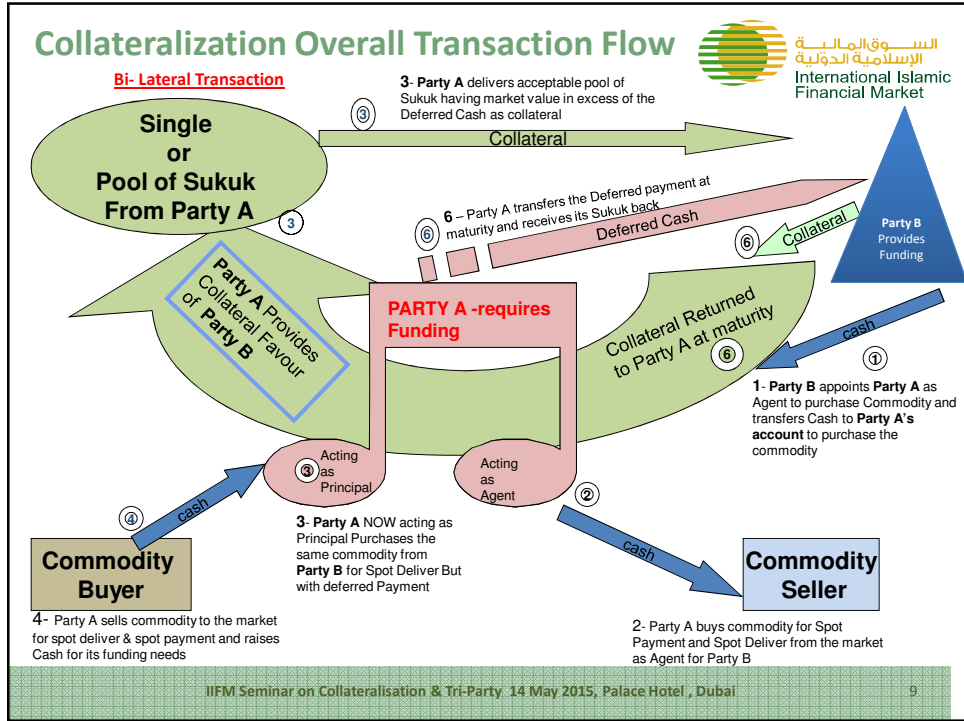 Collateralization Overall Transaction Flow
السوق المالية
الإسلامية الدولية
International Islamic
Financial Market
Bi- Lateral Transaction
3- Party A delivers acceptable pool of
Sukuk having market value in excess of the
Deferred Cash as collateral
3
Collateral
Single
or
Pool of Sukuk
From Party A
3
6 – Party A transfers the Deferred payment at
maturity and receives its Sukuk back
6
Deferred Cash
6
Collateral
Party B
Provides
Funding
Party A Provides
Collateral Favour
of Party B
PARTY A -requires
Funding
Collateral Returned
to Party A at maturity
6
cash
1
1- Party B appoints Party A as
Agent to purchase Commodity and
transfers Cash to Party A's
account to purchase the
commodity
3
Acting
as
Principal
Acting
as
Agent
2
cash
4
cash
3- Party A NOW acting as
Principal Purchases the
same commodity from
Party B for Spot Deliver But
with deferred Payment
Commodity
Buyer
Commodity
Seller
4- Party A sells commodity to the market
for spot deliver & spot payment and raises
Cash for its funding needs
2- Party A buys commodity for Spot
Payment and Spot Deliver from the market
as Agent for Party B
IIFM Seminar on Collateralisation & Tri-Party 14 May 2015, Palace Hotel , Dubai
9